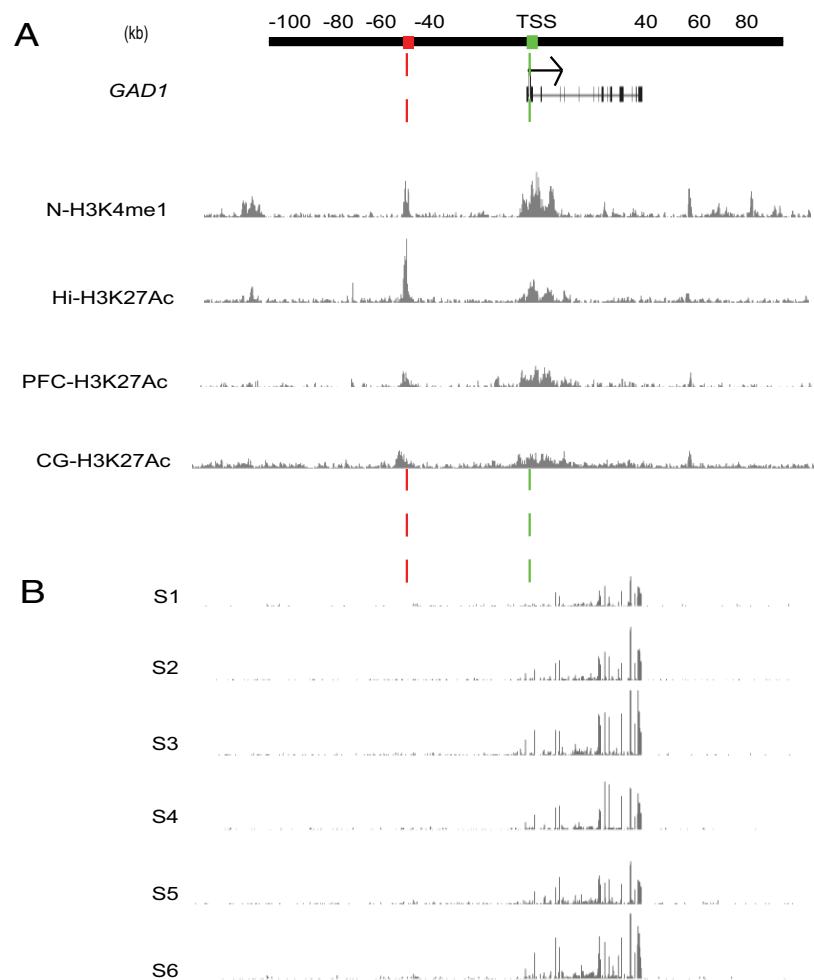 A (kb) -100 -80 -60 -40 TSS 40 60 80
GAD1
N-H3K4me1
Hi-H3K27Ac
PFC-H3K27Ac
CG-H3K27Ac
B
S1
S2
S3
S4
S5
S6